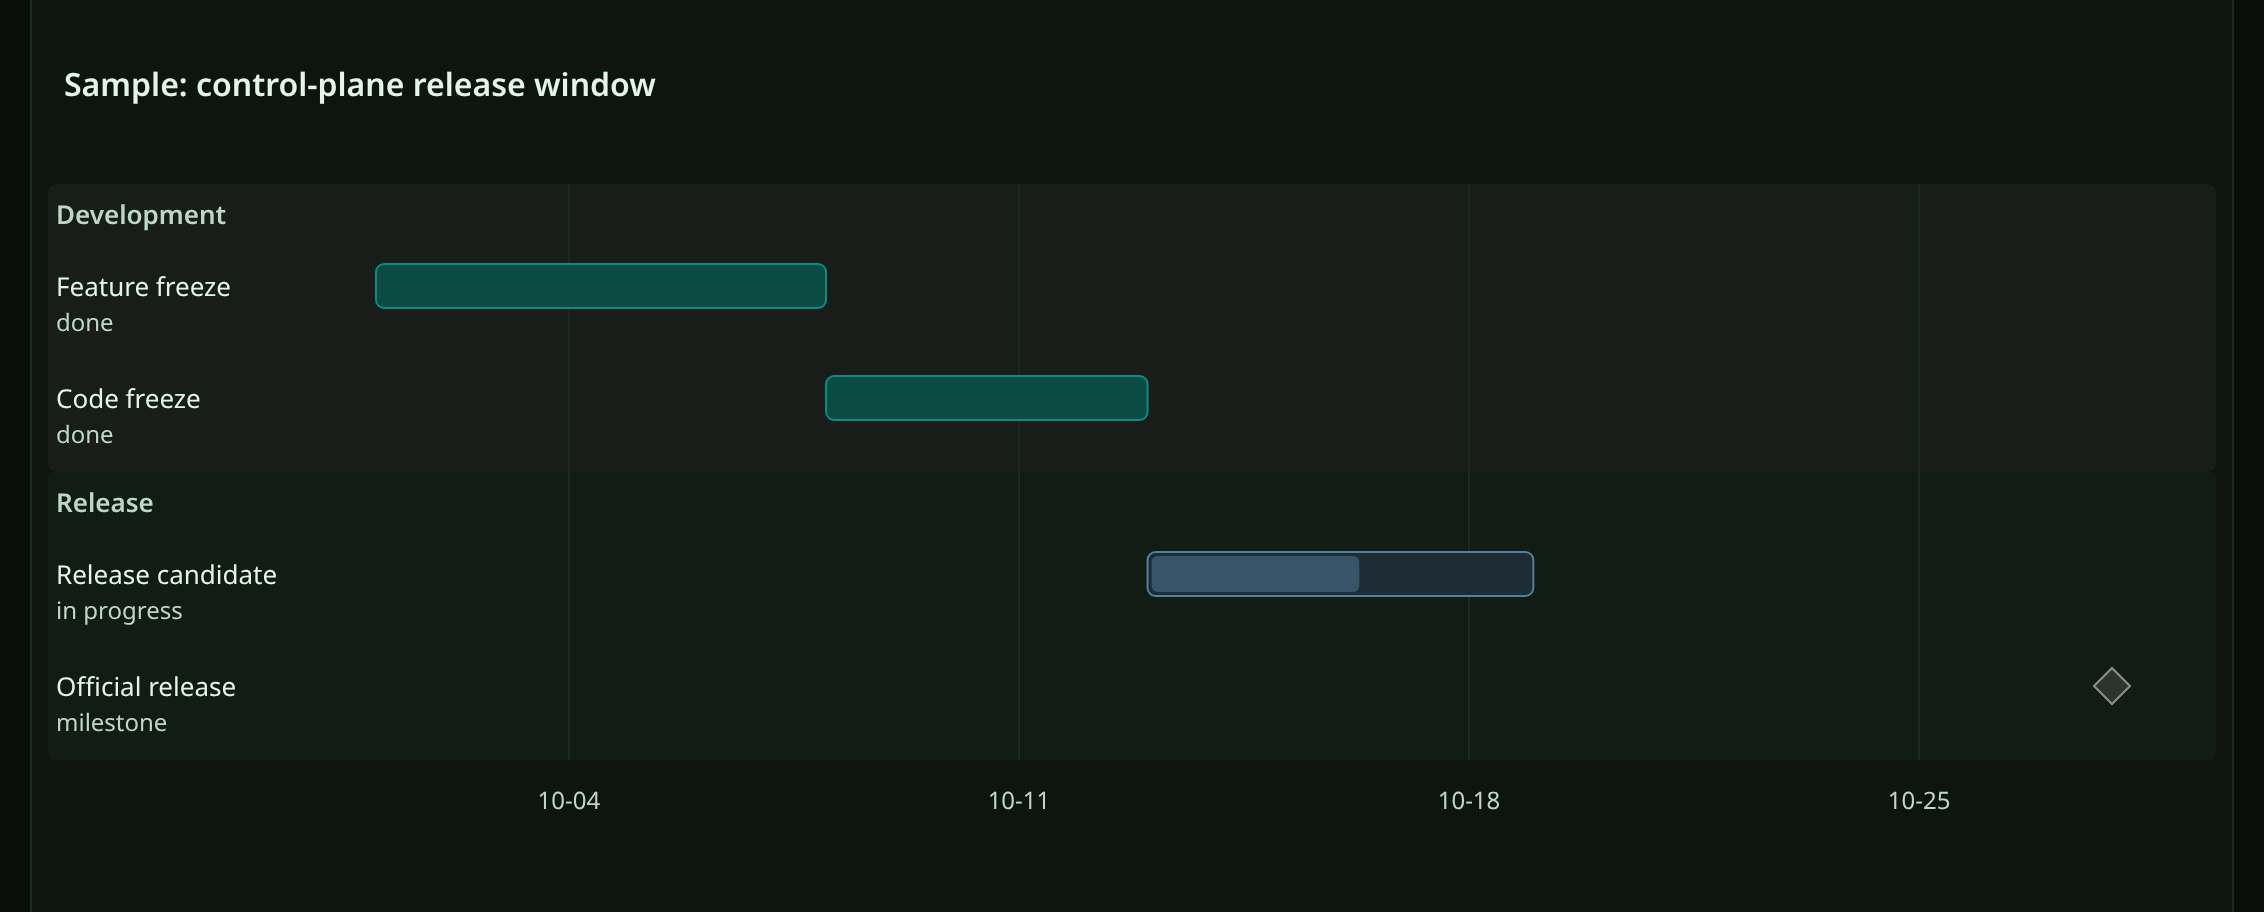 Sample: control-plane release window
Development
Feature freeze
done
Code freeze
done
Release
Release candidate
in progress
Official release
milestone
10-04 10-11 10-18 10-25